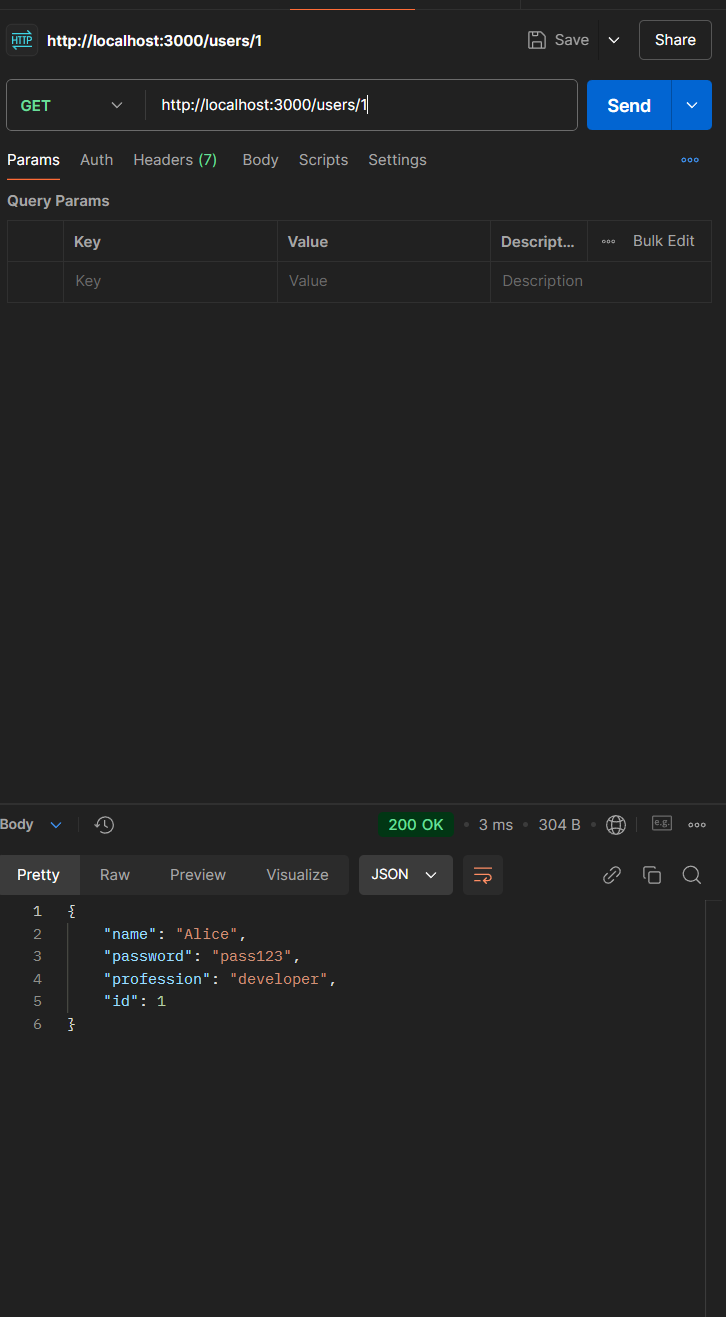 HTTP http://localhost:3000/users/1 Save Share
GET http://localhost:3000/users/1 Send
Params Auth Headers (7) Body Scripts Settings
Query Params
Key Value Descript... Bulk Edit
Key Value Description
Body 200 OK • 3 ms • 304 B • e.g.
Pretty Raw Preview Visualize JSON
1 {
2 "name": "Alice",
3 "password": "pass123",
4 "profession": "developer",
5 "id": 1
6 }